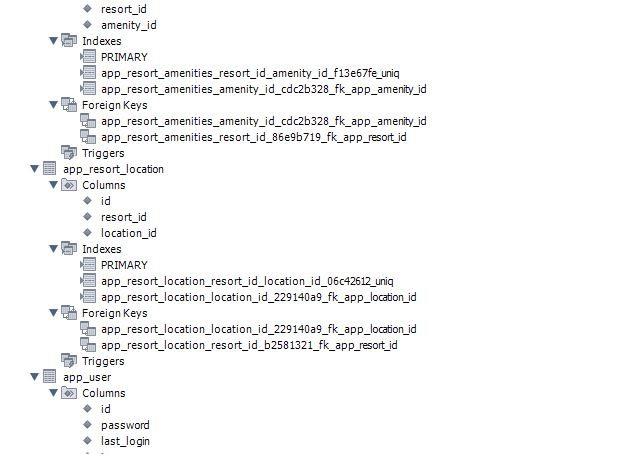 resort_id
amenity_id
Indexes
PRIMARY
app_resort_amenities_resort_id_amenity_id_f13e67fe_uniq
app_resort_amenities_amenity_id_cdc2b328_fk_app_amenity_id
Foreign Keys
app_resort_amenities_amenity_id_cdc2b328_fk_app_amenity_id
app_resort_amenities_resort_id_86e9b719_fk_app_resort_id
Triggers
app_resort_location
Columns
id
resort_id
location_id
Indexes
PRIMARY
app_resort_location_resort_id_location_id_06c42612_uniq
app_resort_location_location_id_229140a9_fk_app_location_id
Foreign Keys
app_resort_location_location_id_229140a9_fk_app_location_id
app_resort_location_resort_id_b2581321_fk_app_resort_id
Triggers
app_user
Columns
id
password
last_login